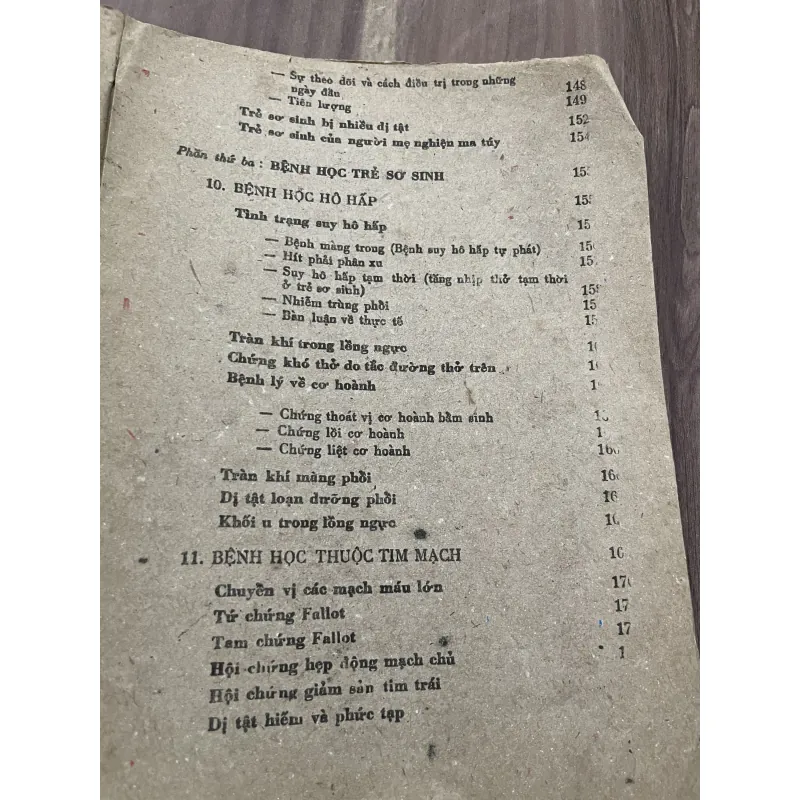 — Sự theo dõi và cách điều trị trong những
ngày đầu 148
— Tiên lượng 149
Trẻ sơ sinh bị nhiều dị tật 152
Trẻ sơ sinh của người mẹ nghiện ma túy 154
Phần thứ ba : BỆNH HỌC TRẺ SƠ SINH
10. BỆNH HỌC HÔ HẤP
Tình trạng suy hô hấp
— Bệnh màng trong (Bệnh suy hô hấp tự phát)
— Hít phải phân xu
— Suy hô hấp tạm thời (tăng nhịp thở tạm thời
ở trẻ sơ sinh)
— Nhiễm trùng phổi
— Bàn luận về thực tế
Tràn khí trong lồng ngực
Chứng khó thở do tắc đường thở trên
Bệnh lý về cơ hoành
— Chứng thoát vị cơ hoành bẩm sinh
— Chứng lồi cơ hoành
— Chứng liệt cơ hoành
Tràn khí màng phổi
Dị tật loạn dưỡng phổi
Khối u trong lồng ngực
11. BỆNH HỌC THUỘC TIM MẠCH
Chuyển vị các mạch máu lớn
Tứ chứng Fallot
Tam chứng Fallot
Hội chứng hẹp động mạch chủ
Hội chứng giảm sản tim trái
Dị tật hiếm và phức tạp